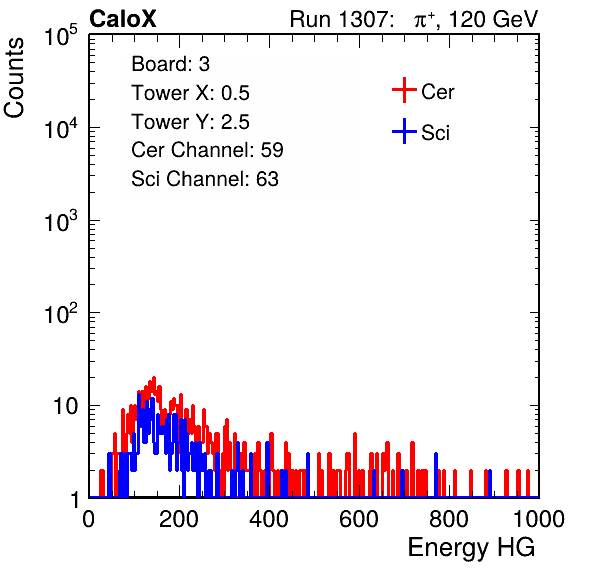 CaloX Run 1307: π⁺, 120 GeV
Counts
10⁵
10⁴
10³
10²
10
1
Board: 3
Tower X: 0.5
Tower Y: 2.5
Cer Channel: 59
Sci Channel: 63
Cer
Sci
0 200 400 600 800 1000
Energy HG